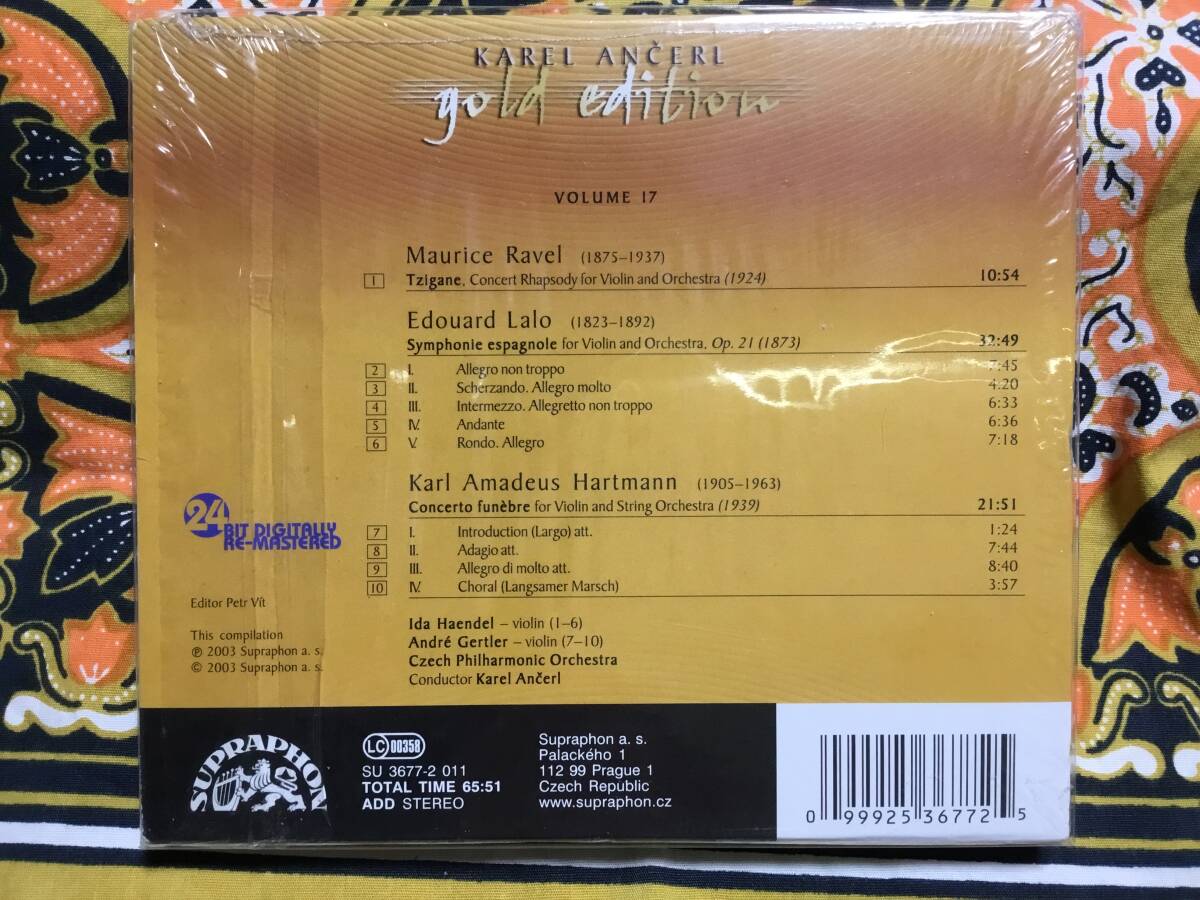 KAREL ANČERL
gold edition
VOLUME 17
Maurice Ravel (1875–1937)
1 Tzigane, Concert Rhapsody for Violin and Orchestra (1924) 10:54
Edouard Lalo (1823–1892)
Symphonie espagnole for Violin and Orchestra, Op. 21 (1873) 32:49
2 I. Allegro non troppo 7:45
3 II. Scherzando. Allegro molto 4:20
4 III. Intermezzo. Allegretto non troppo 6:33
5 IV. Andante 6:36
6 V. Rondo. Allegro 7:18
Karl Amadeus Hartmann (1905–1963)
Concerto funèbre for Violin and String Orchestra (1939) 21:51
7 I. Introduction (Largo) att. 1:24
8 II. Adagio att. 7:44
9 III. Allegro di molto att. 8:40
10 IV. Choral (Langsamer Marsch) 3:57
24
BIT DIGITALLY
RE-MASTERED
Editor Petr Vít
This compilation
℗ 2003 Supraphon a. s.
© 2003 Supraphon a. s.
Ida Haendel – violin (1–6)
André Gertler – violin (7–10)
Czech Philharmonic Orchestra
Conductor Karel Ančerl
SUPRAPHON
LC 00358
SU 3677-2 011
TOTAL TIME 65:51
ADD STEREO
Supraphon a. s.
Palackého 1
112 99 Prague 1
Czech Republic
www.supraphon.cz
0 99925 36772 5